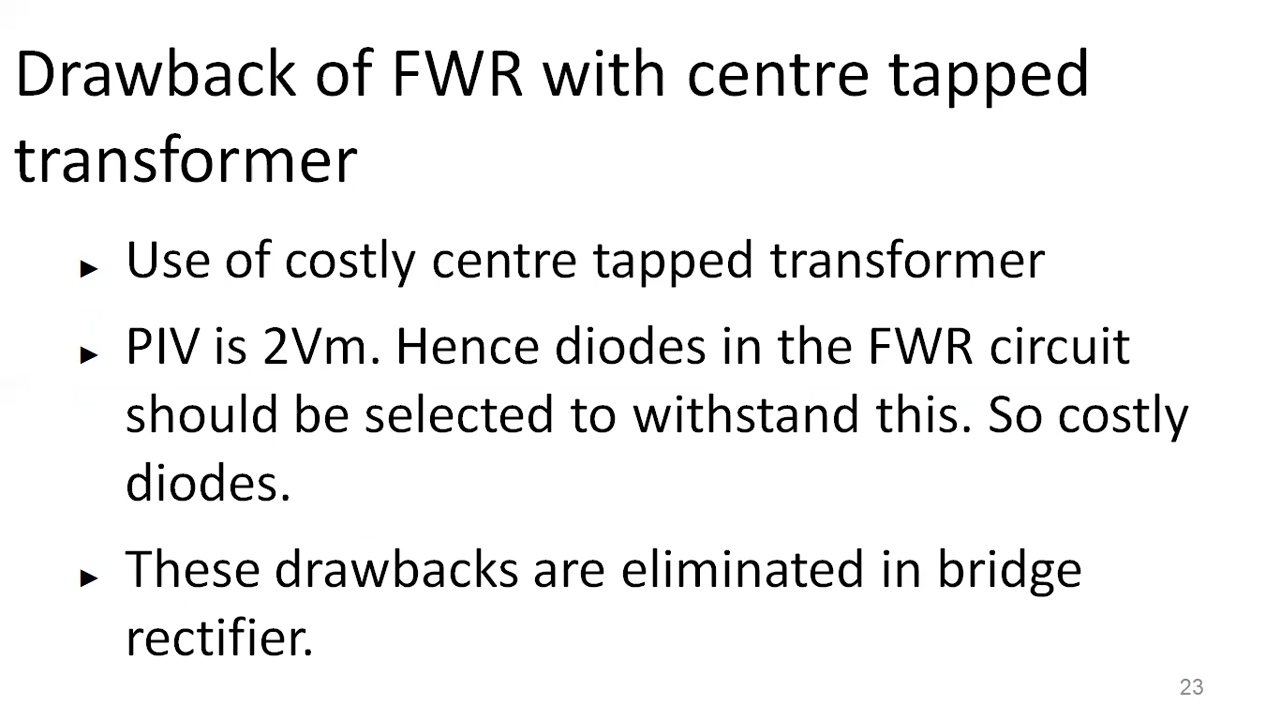 Drawback of FWR with centre tapped
transformer
► Use of costly centre tapped transformer
► PIV is 2Vm. Hence diodes in the FWR circuit
should be selected to withstand this. So costly
diodes.
► These drawbacks are eliminated in bridge
rectifier.
23